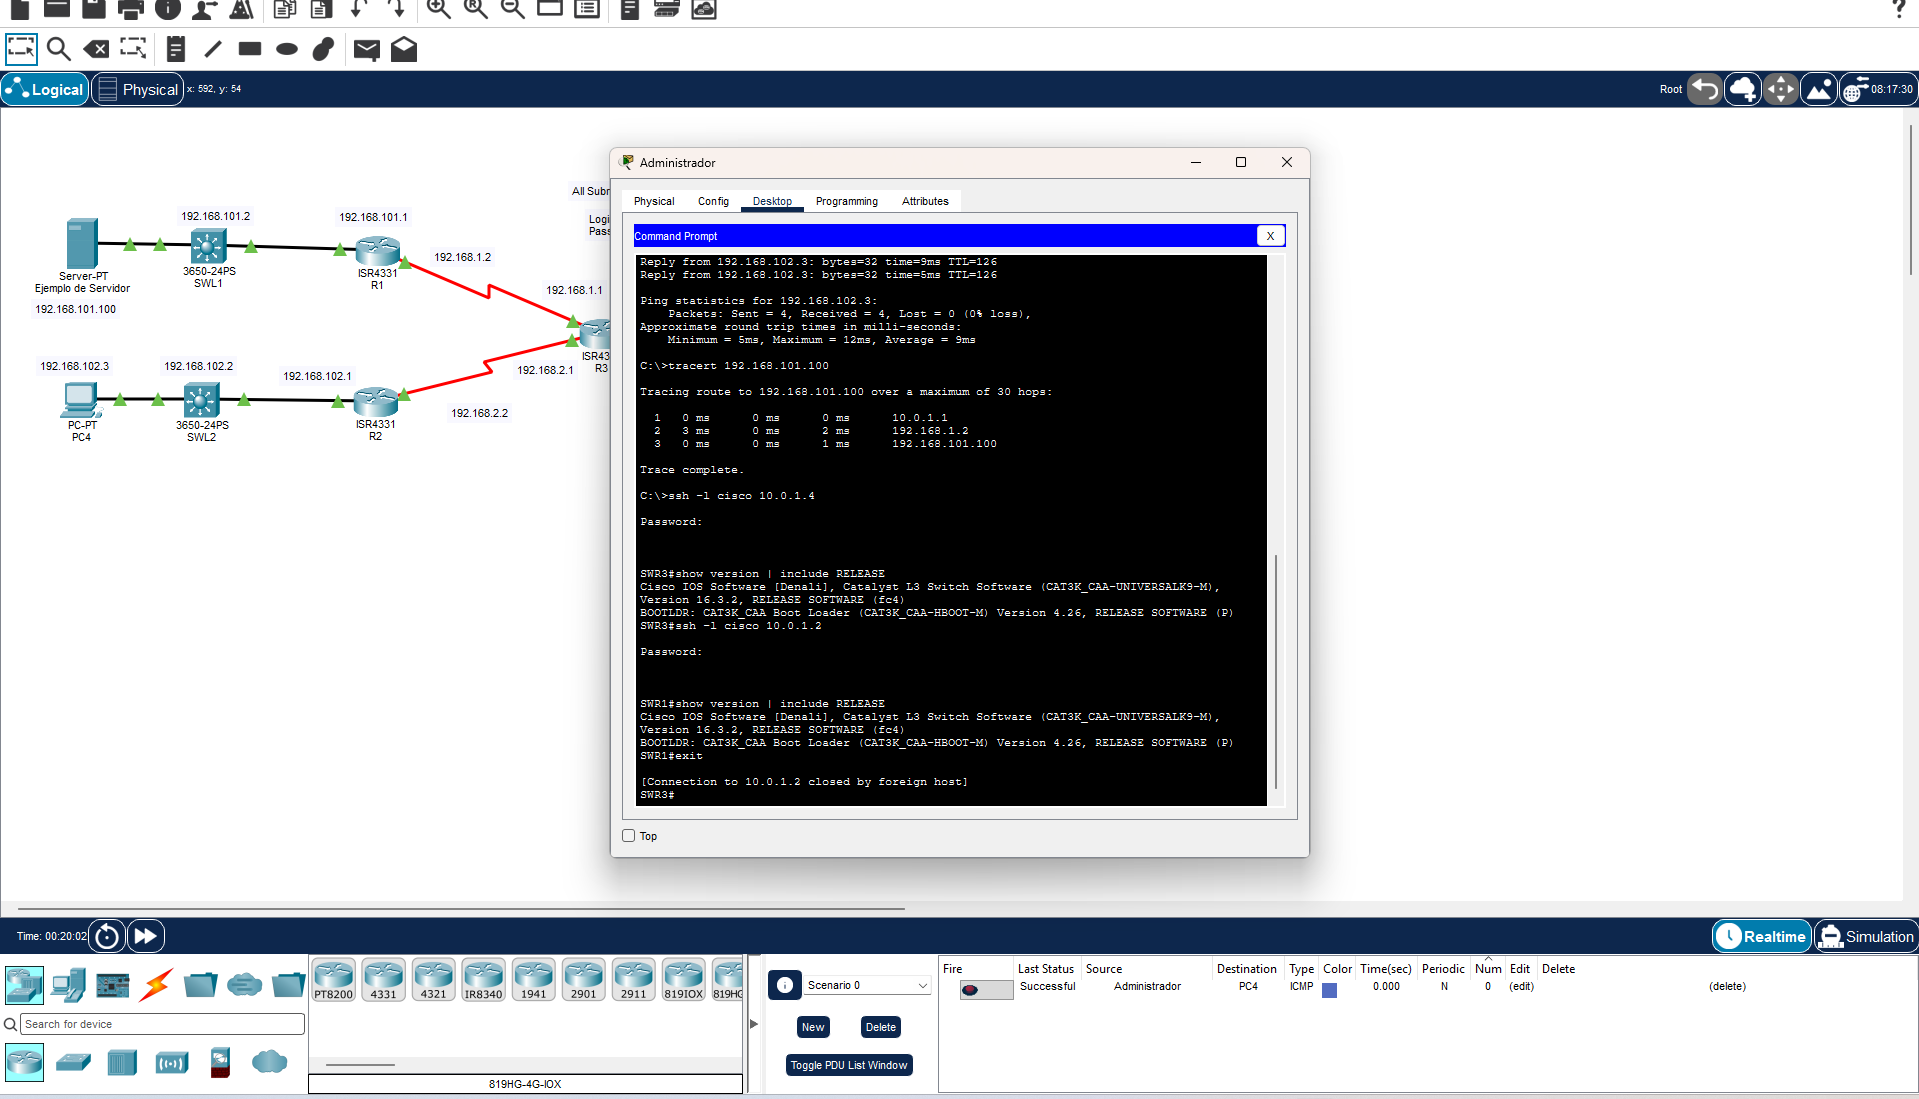 ?
Logical
Physical
x: 592, y: 54
Root
08:17:30
All Subr
Logi
Pass
192.168.101.2
192.168.101.1
192.168.1.2
192.168.1.1
Server-PT
Ejemplo de Servidor
192.168.101.100
3650-24PS
SWL1
ISR4331
R1
ISR43
R3
192.168.102.3
192.168.102.2
192.168.102.1
192.168.2.1
192.168.2.2
PC-PT
PC4
3650-24PS
SWL2
ISR4331
R2
Administrador
Physical Config Desktop Programming Attributes
Command Prompt
X
Reply from 192.168.102.3: bytes=32 time=9ms TTL=126
Reply from 192.168.102.3: bytes=32 time=5ms TTL=126
Ping statistics for 192.168.102.3:
Packets: Sent = 4, Received = 4, Lost = 0 (0% loss),
Approximate round trip times in milli-seconds:
Minimum = 5ms, Maximum = 12ms, Average = 9ms
C:\>tracert 192.168.101.100
Tracing route to 192.168.101.100 over a maximum of 30 hops:
1 0 ms 0 ms 0 ms 10.0.1.1
2 3 ms 0 ms 2 ms 192.168.1.2
3 0 ms 0 ms 1 ms 192.168.101.100
Trace complete.
C:\>ssh -l cisco 10.0.1.4
Password:
SWR3#show version | include RELEASE
Cisco IOS Software [Denali], Catalyst L3 Switch Software (CAT3K_CAA-UNIVERSALK9-M),
Version 16.3.2, RELEASE SOFTWARE (fc4)
BOOTLDR: CAT3K_CAA Boot Loader (CAT3K_CAA-HBOOT-M) Version 4.26, RELEASE SOFTWARE (P)
SWR3#ssh -l cisco 10.0.1.2
Password:
SWR1#show version | include RELEASE
Cisco IOS Software [Denali], Catalyst L3 Switch Software (CAT3K_CAA-UNIVERSALK9-M),
Version 16.3.2, RELEASE SOFTWARE (fc4)
BOOTLDR: CAT3K_CAA Boot Loader (CAT3K_CAA-HBOOT-M) Version 4.26, RELEASE SOFTWARE (P)
SWR1#exit
[Connection to 10.0.1.2 closed by foreign host]
SWR3#
Top
Time: 00:20:02
Realtime
Simulation
Search for device
PT8200 4331 4321 IR8340 1941 2901 2911 819IOX 819HG
819HG-4G-IOX
Scenario 0
New
Delete
Toggle PDU List Window
Fire Last Status Source Destination Type Color Time(sec) Periodic Num Edit Delete
Successful Administrador PC4 ICMP 0.000 N 0 (edit) (delete)